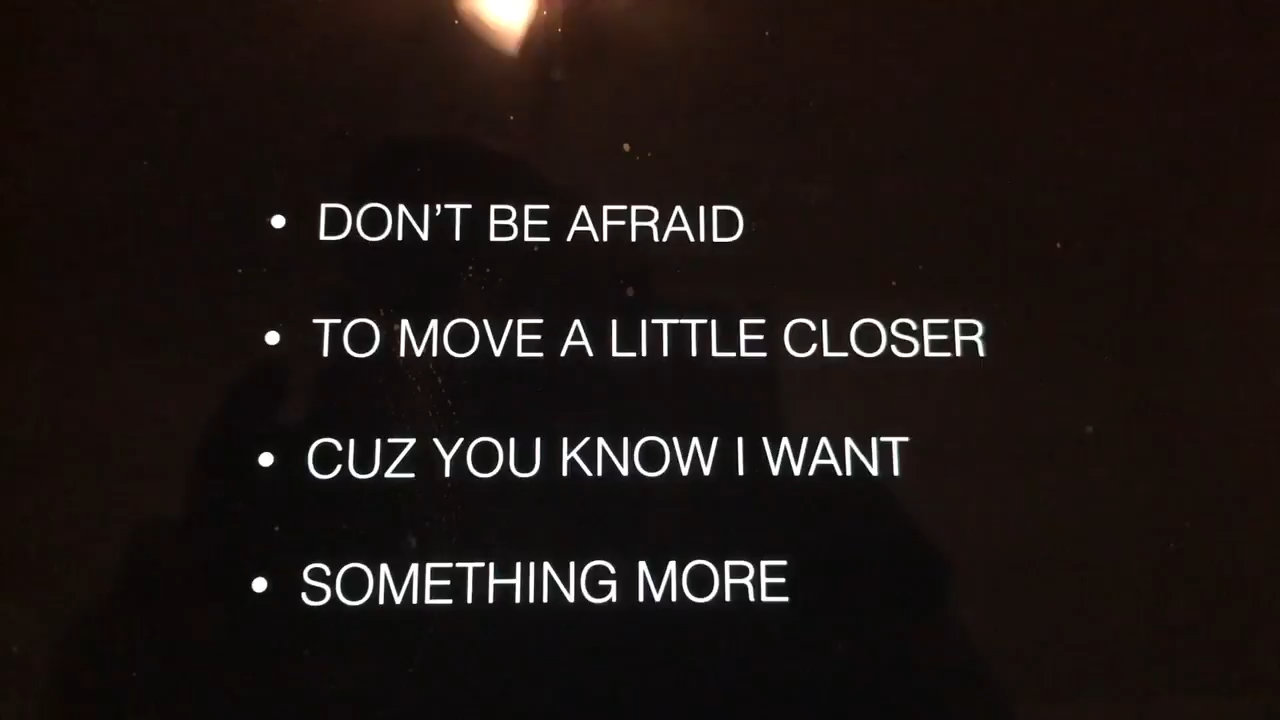 • DON'T BE AFRAID
• TO MOVE A LITTLE CLOSER
• CUZ YOU KNOW I WANT
• SOMETHING MORE